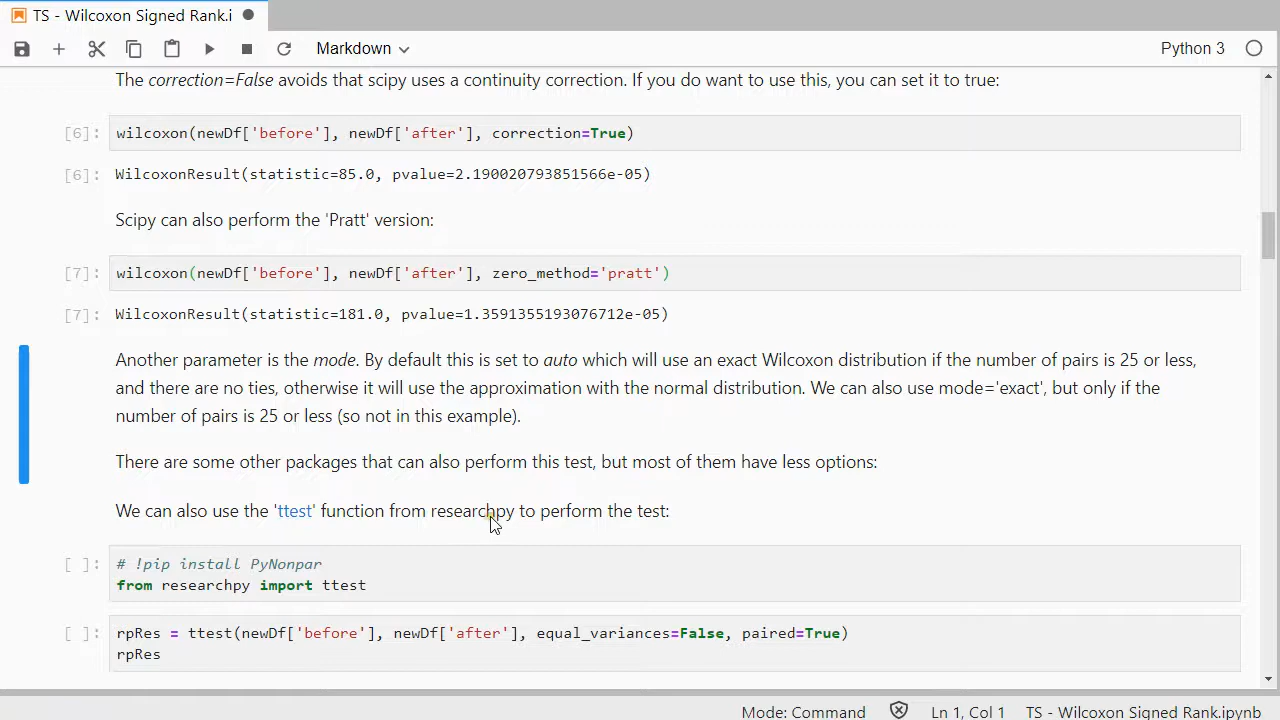 TS - Wilcoxon Signed Rank.i
Markdown
Python 3
The correction=False avoids that scipy uses a continuity correction. If you do want to use this, you can set it to true:
[6]: wilcoxon(newDf['before'], newDf['after'], correction=True)
[6]: WilcoxonResult(statistic=85.0, pvalue=2.190020793851566e-05)
Scipy can also perform the 'Pratt' version:
[7]: wilcoxon(newDf['before'], newDf['after'], zero_method='pratt')
[7]: WilcoxonResult(statistic=181.0, pvalue=1.3591355193076712e-05)
Another parameter is the mode. By default this is set to auto which will use an exact Wilcoxon distribution if the number of pairs is 25 or less,
and there are no ties, otherwise it will use the approximation with the normal distribution. We can also use mode='exact', but only if the
number of pairs is 25 or less (so not in this example).
There are some other packages that can also perform this test, but most of them have less options:
We can also use the 'ttest' function from researchpy to perform the test:
[ ]: # !pip install PyNonpar
from researchpy import ttest
[ ]: rpRes = ttest(newDf['before'], newDf['after'], equal_variances=False, paired=True)
rpRes
Mode: Command
Ln 1, Col 1
TS - Wilcoxon Signed Rank.ipynb